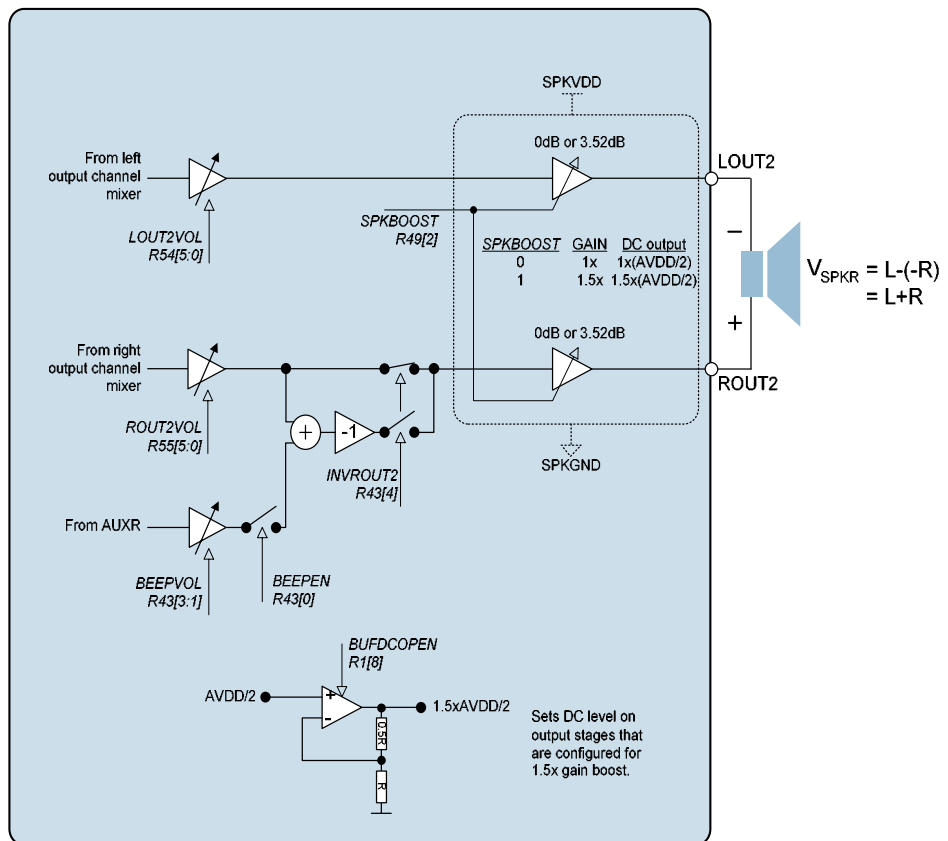 SPKVDD
0dB or 3.52dB
LOUT2
From left
output channel
mixer
SPKBOOST
R49[2]
LOUT2VOL
R54[5:0]
SPKBOOST GAIN DC output
0 1x 1x(AVDD/2)
1 1.5x 1.5x(AVDD/2)
−
VSPKR = L-(-R)
= L+R
+
0dB or 3.52dB
From right
output channel
mixer
ROUT2
ROUT2VOL
R55[5:0]
+
-1
INVROUT2
R43[4]
SPKGND
From AUXR
BEEPVOL
R43[3:1]
BEEPEN
R43[0]
BUFDCOPEN
R1[8]
AVDD/2
+
-
1.5xAVDD/2
0.5R
R
Sets DC level on
output stages that
are configured for
1.5x gain boost.